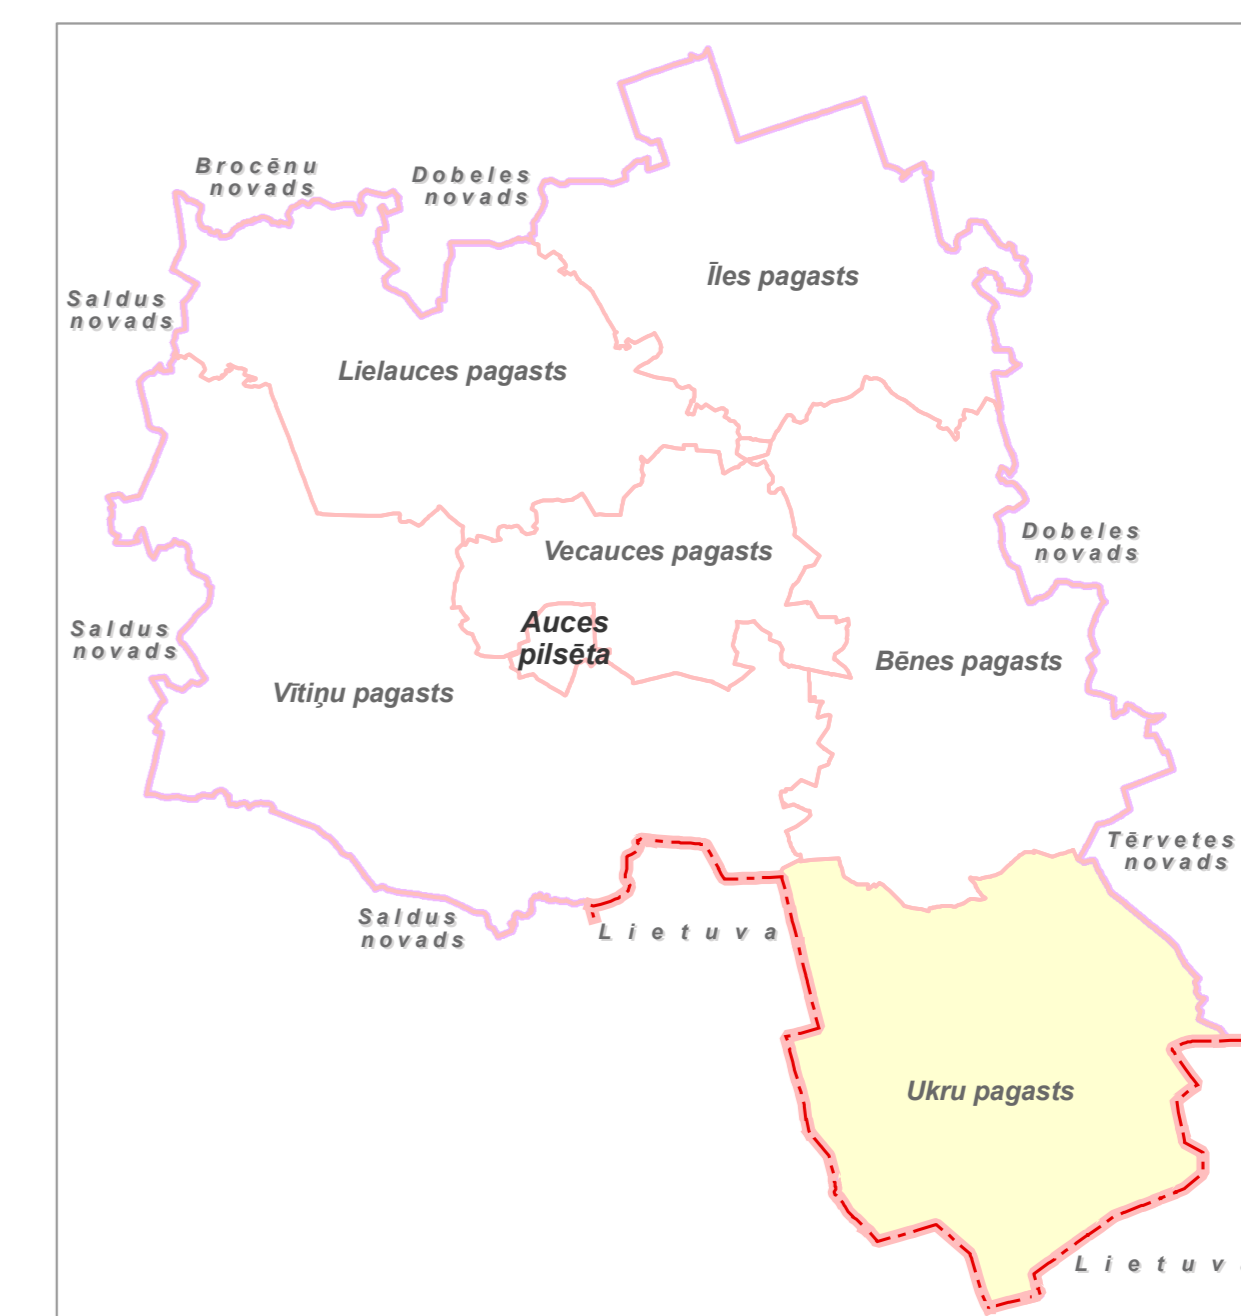 Brocēnu
novads
Dobeles
novads
Īles pagasts
Saldus
novads
Lielauces pagasts
Dobeles
novads
Vecauces pagasts
Auces
pilsēta
Saldus
novads
Bēnes pagasts
Vītiņu pagasts
Tērvetes
novads
Saldus
novads
Lietuva
Ukru pagasts
Lietuv